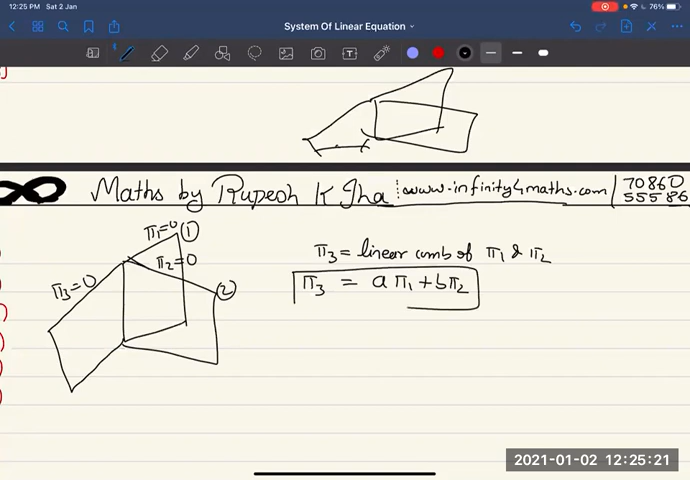 12:25 PM Sat 2 Jan
76%
System Of Linear Equation
∞ Maths by Rupesh K Jha www.infinity4maths.com 70860
55586
π₁=0 ①
π₂=0
π₃=0
②
π₃ = linear comb of π₁ & π₂
π₃ = aπ₁+bπ₂
2021-01-02 12:25:21